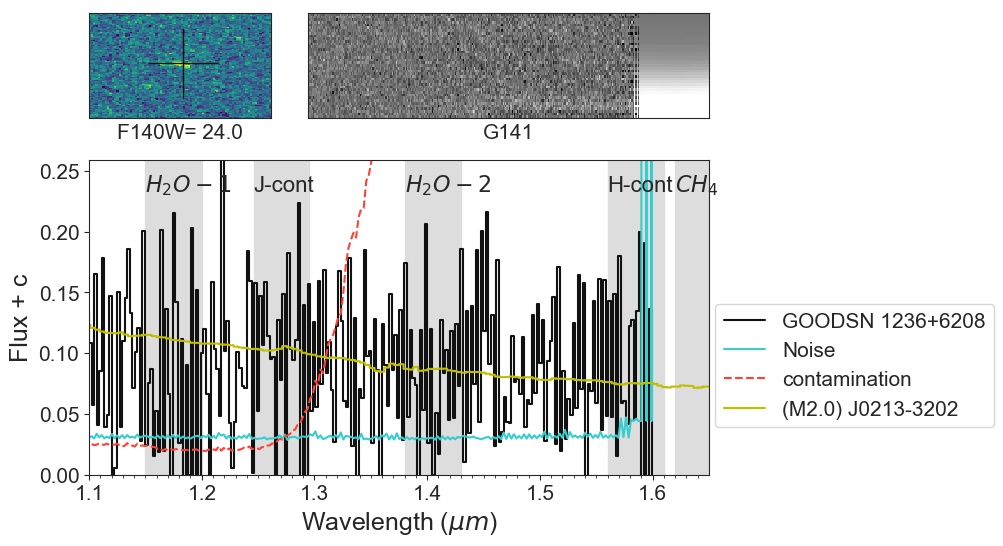 F140W= 24.0
G141
H₂O − 1
J-cont
H₂O − 2
H-cont
CH₄
0.25
0.20
0.15
0.10
0.05
0.00
Flux + c
1.1
1.2
1.3
1.4
1.5
1.6
Wavelength (μm)
GOODSN 1236+6208
Noise
contamination
(M2.0) J0213-3202